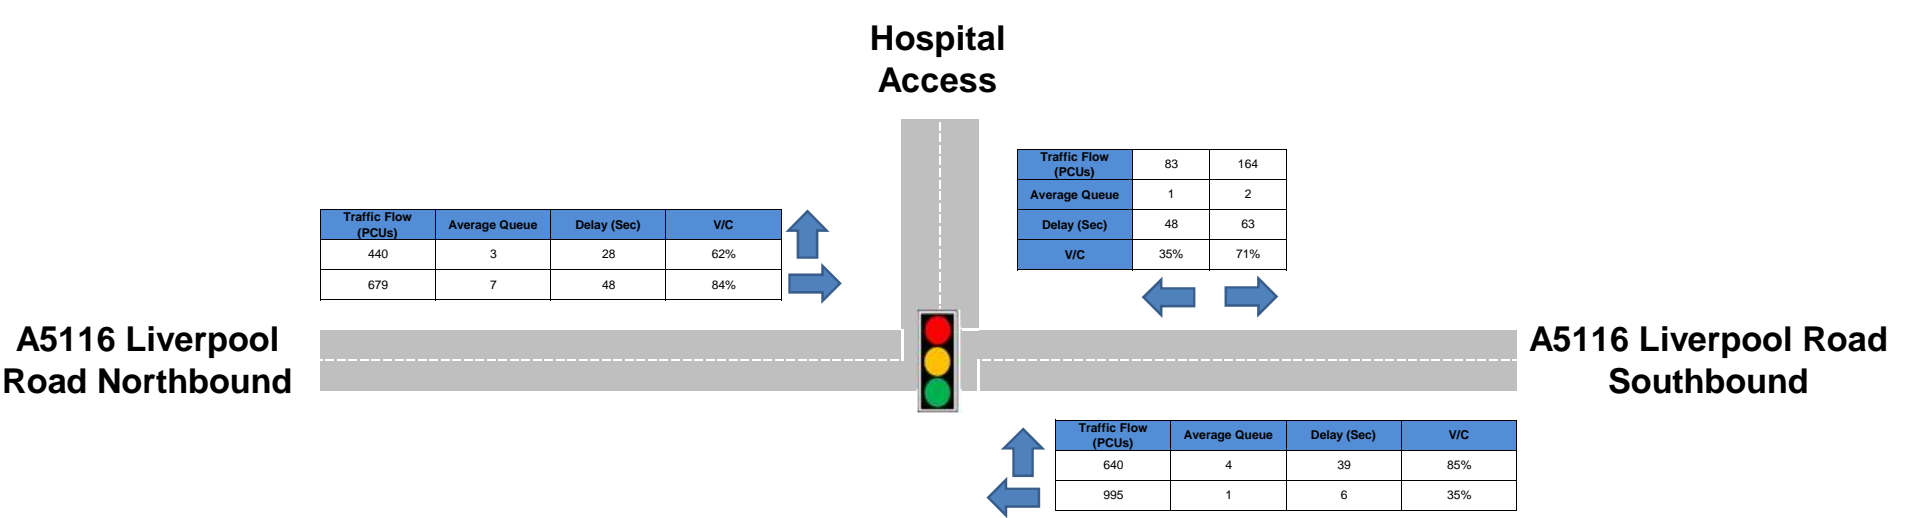 Hospital
Access
Traffic Flow
(PCUs) 83 164
Average Queue 1 2
Delay (Sec) 48 63
V/C 35% 71%
Traffic Flow
(PCUs) Average Queue Delay (Sec) V/C
440 3 28 62%
679 7 48 84%
A5116 Liverpool
Road Northbound
A5116 Liverpool Road
Southbound
Traffic Flow
(PCUs) Average Queue Delay (Sec) V/C
640 4 39 85%
995 1 6 35%